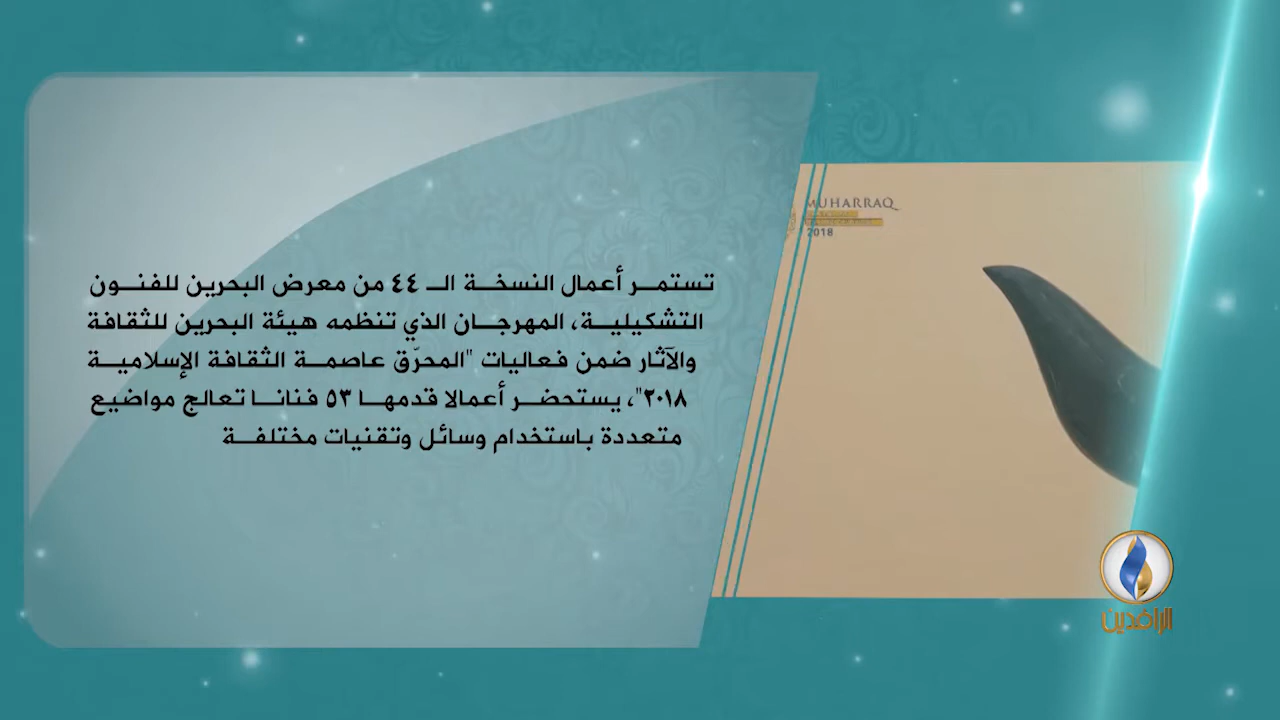 تستمر أعمال النسخة الـ ٤٤ من معرض البحرين للفنون
التشكيلية، المهرجان الذي تنظمه هيئة البحرين للثقافة
والآثار ضمن فعاليات "المحرّق عاصمة الثقافة الإسلامية
٢٠١٨"، يستحضر أعمالا قدمها ٥٣ فنانا تعالج مواضيع
متعددة باستخدام وسائل وتقنيات مختلفة
MUHARRAQ
2018
الرافدين